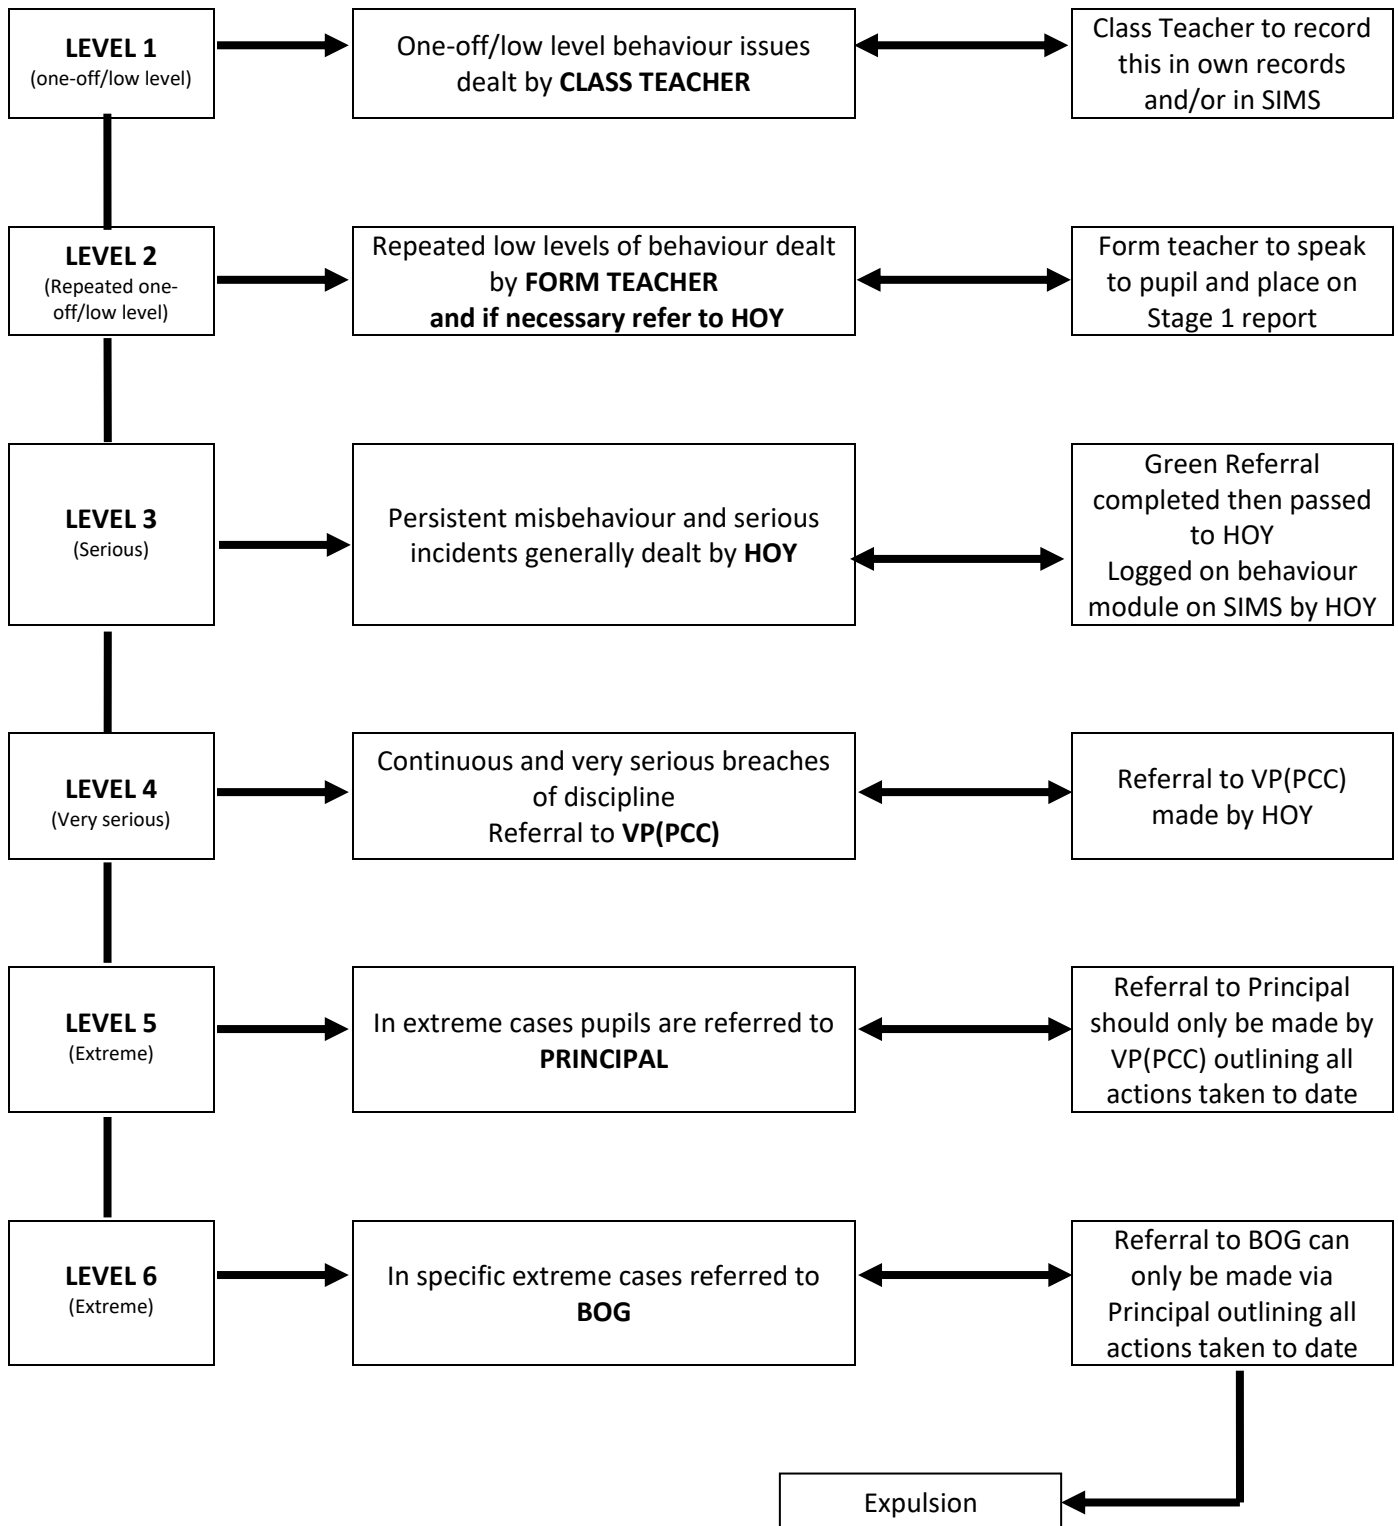 LEVEL 1
(one-off/low level)
One-off/low level behaviour issues
dealt by CLASS TEACHER
Class Teacher to record
this in own records
and/or in SIMS
LEVEL 2
(Repeated one-
off/low level)
Repeated low levels of behaviour dealt
by FORM TEACHER
and if necessary refer to HOY
Form teacher to speak
to pupil and place on
Stage 1 report
LEVEL 3
(Serious)
Persistent misbehaviour and serious
incidents generally dealt by HOY
Green Referral
completed then passed
to HOY
Logged on behaviour
module on SIMS by HOY
LEVEL 4
(Very serious)
Continuous and very serious breaches
of discipline
Referral to VP(PCC)
Referral to VP(PCC)
made by HOY
LEVEL 5
(Extreme)
In extreme cases pupils are referred to
PRINCIPAL
Referral to Principal
should only be made by
VP(PCC) outlining all
actions taken to date
LEVEL 6
(Extreme)
In specific extreme cases referred to
BOG
Referral to BOG can
only be made via
Principal outlining all
actions taken to date
Expulsion